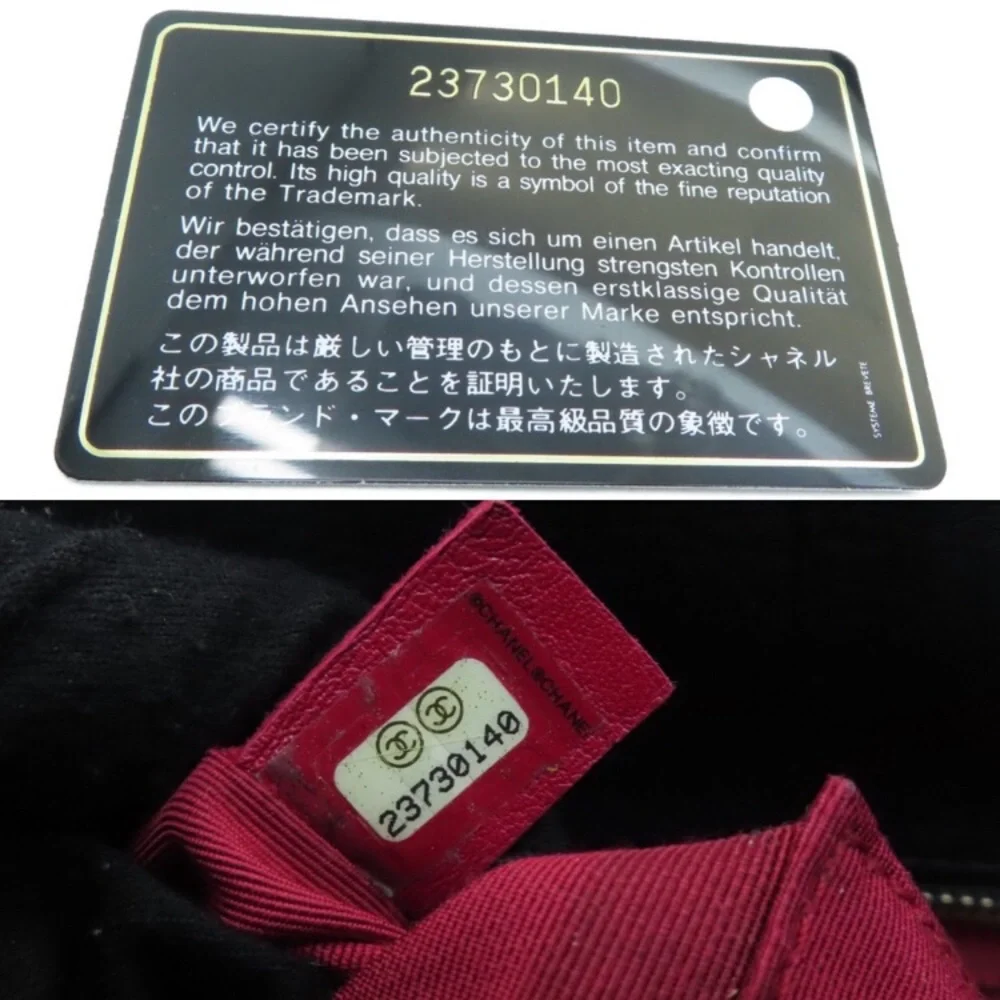 23730140
We certify the authenticity of this item and confirm
that it has been subjected to the most exacting quality
control. Its high quality is a symbol of the fine reputation
of the Trademark.
Wir bestätigen, dass es sich um einen Artikel handelt,
der während seiner Herstellung strengsten Kontrollen
unterworfen war, und dessen erstklassige Qualität
dem hohen Ansehen unserer Marke entspricht.
この製品は厳しい管理のもとに製造されたシャネル
社の商品であることを証明いたします。
このブランド・マークは最高級品質の象徴です。
SYSTEME BREVETE
®CHANEL®CHANE
23730140